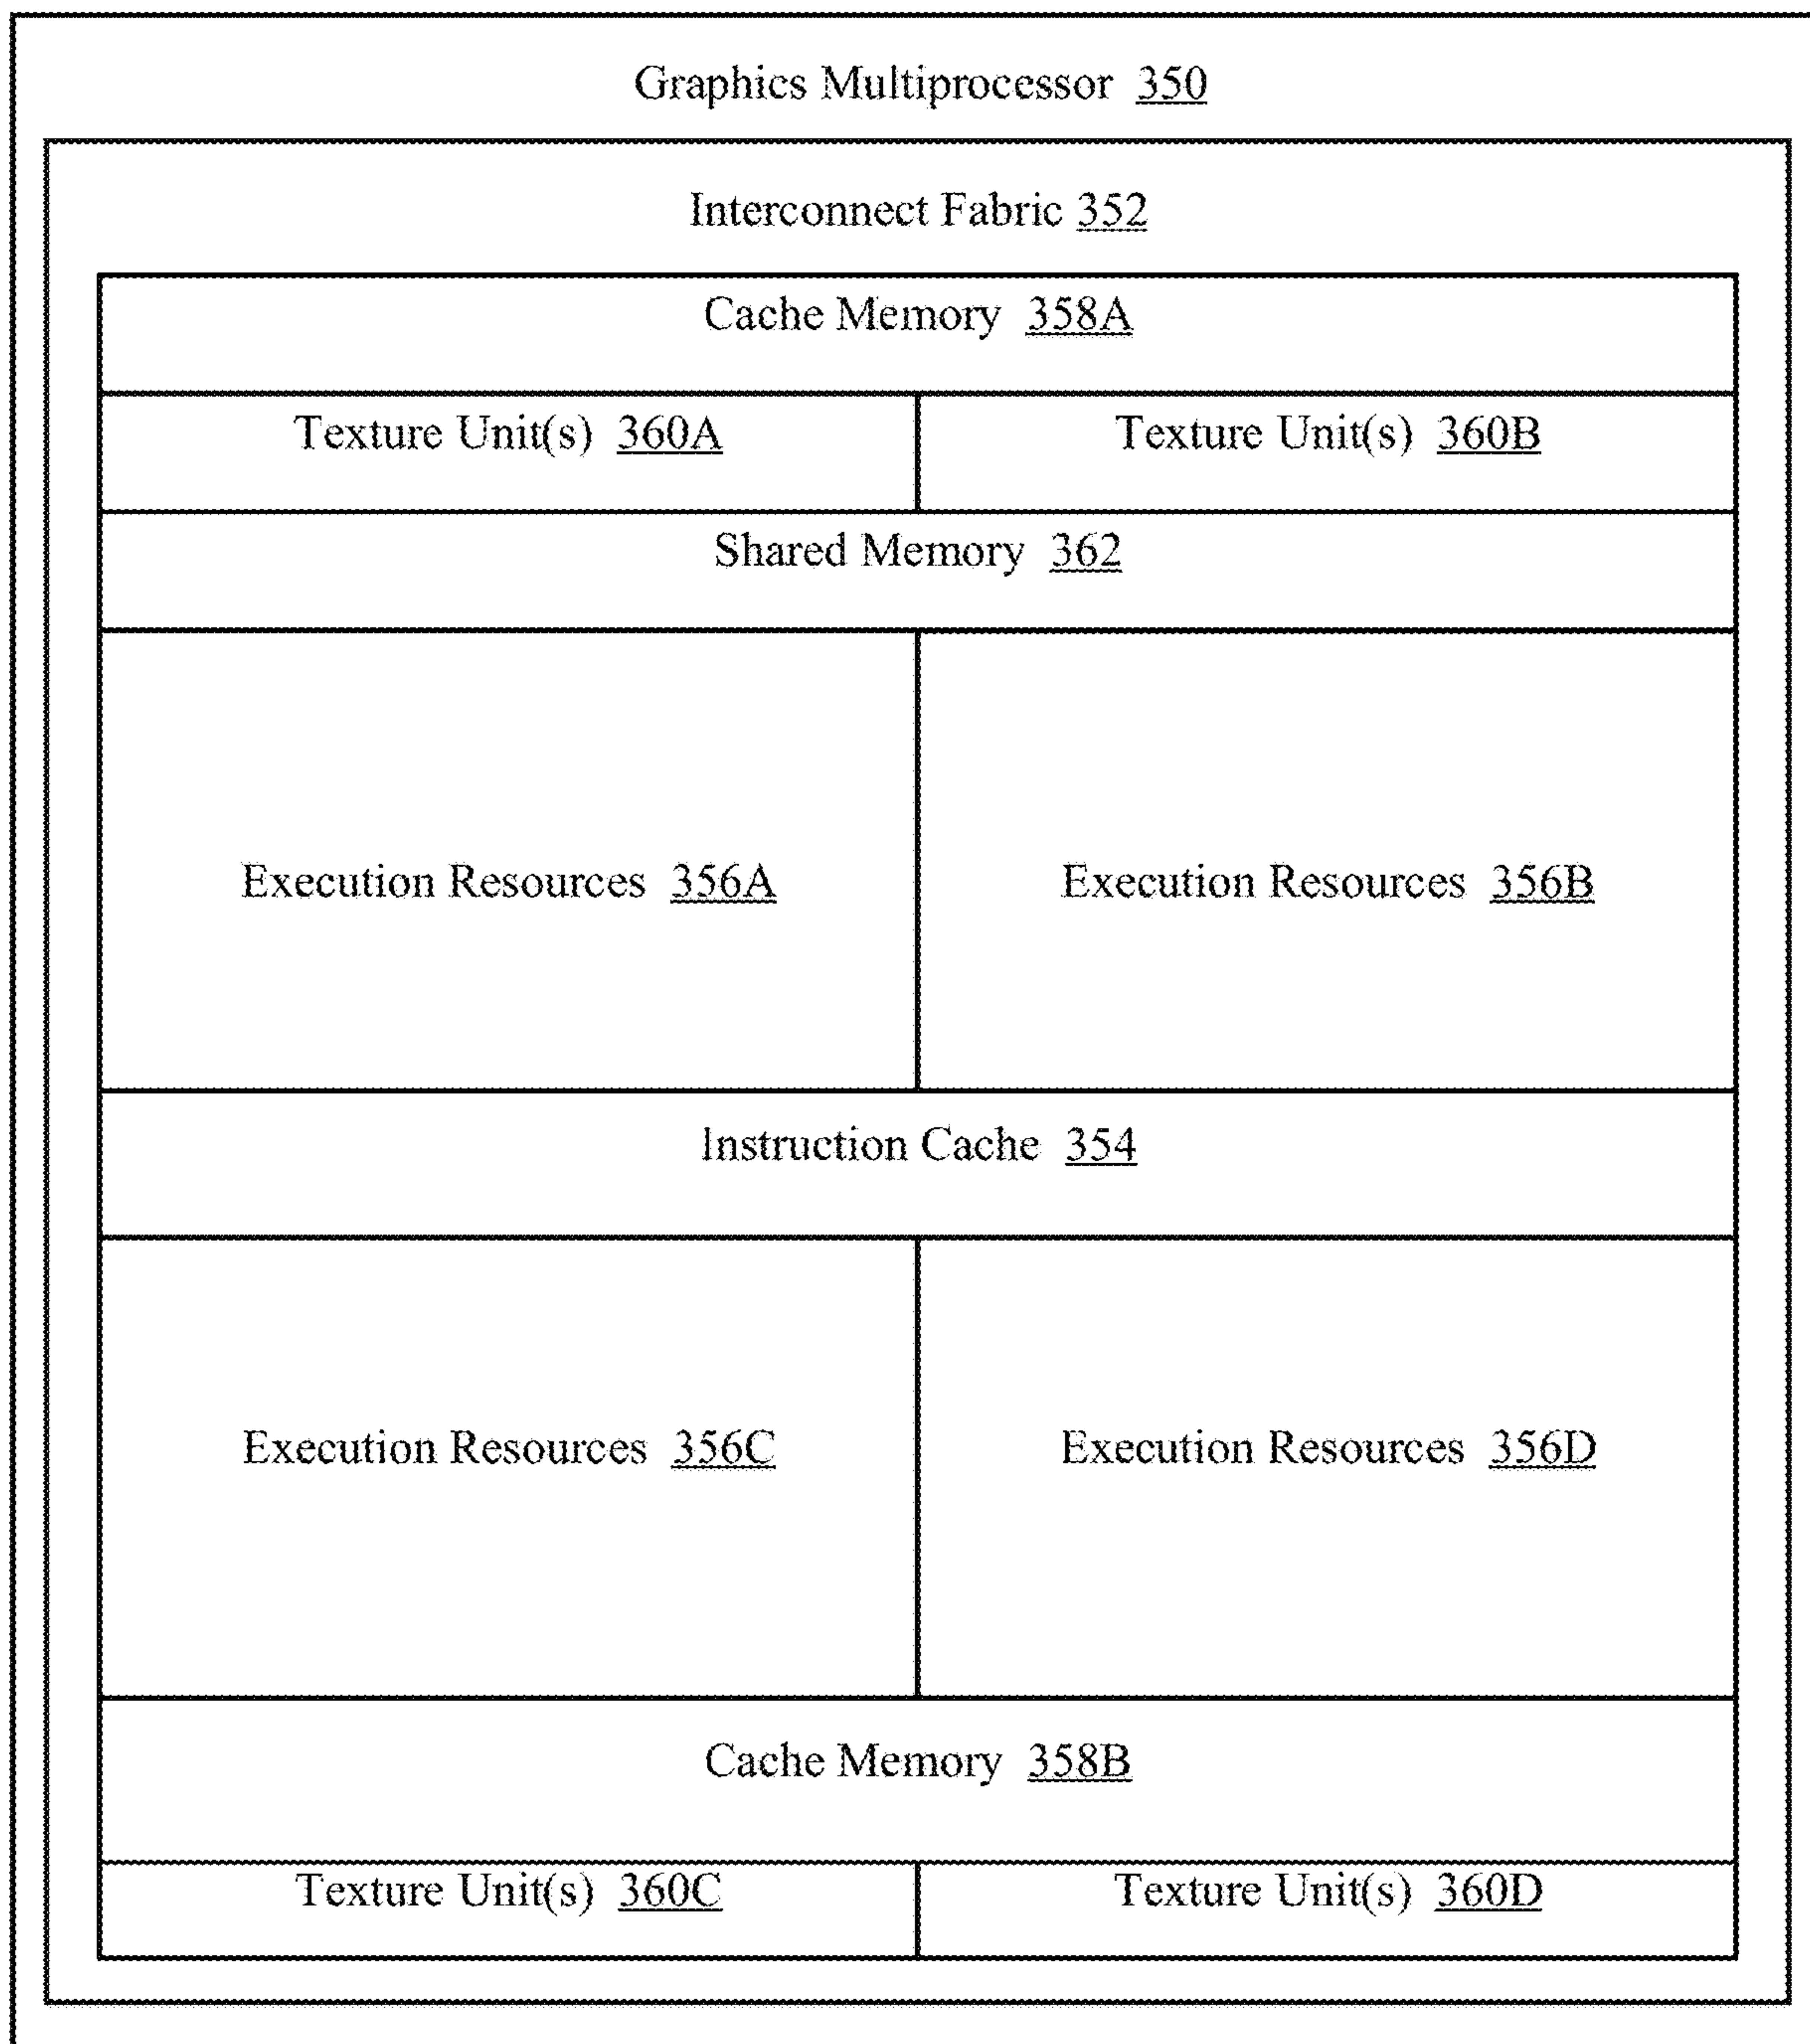 Graphics Multiprocessor 350
Interconnect Fabric 352
Cache Memory 358A
Texture Unit(s) 360A
Texture Unit(s) 360B
Shared Memory 362
Execution Resources 356A
Execution Resources 356B
Instruction Cache 354
Execution Resources 356C
Execution Resources 356D
Cache Memory 358B
Texture Unit(s) 360C
Texture Unit(s) 360D